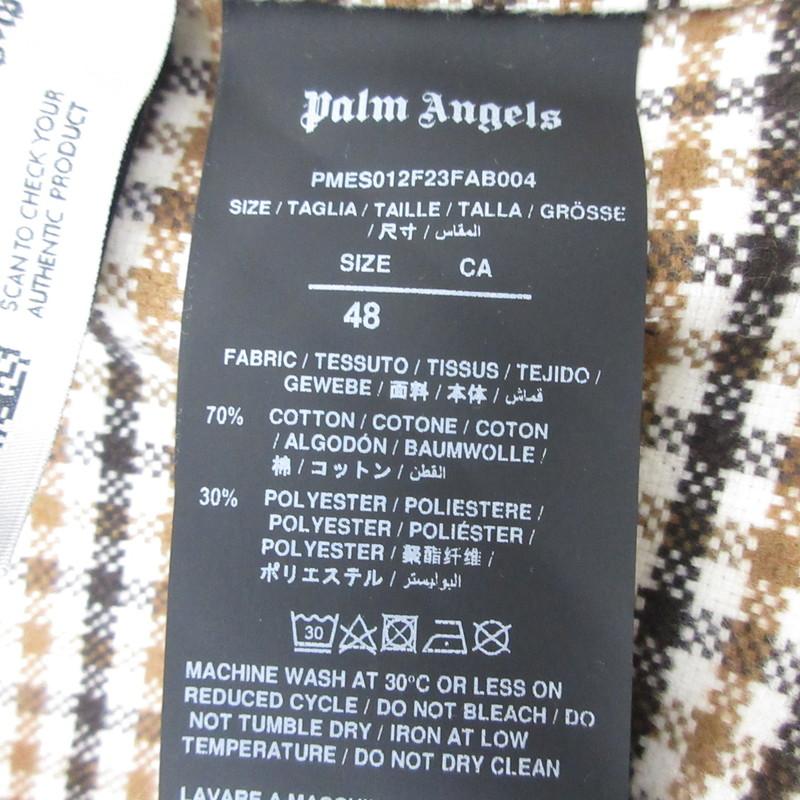 SCAN TO CHECK YOUR
AUTHENTIC PRODUCT
Palm Angels
PMES012F23FAB004
SIZE / TAGLIA / TAILLE / TALLA / GRÖSSE
/ 尺寸 / المقاس
SIZE CA
48
FABRIC / TESSUTO / TISSUS / TEJIDO /
GEWEBE / 面料 / 本体 / قماش
70% COTTON / COTONE / COTON
/ ALGODÓN / BAUMWOLLE /
棉 / コットン / القطن
30% POLYESTER / POLIESTERE /
POLYESTER / POLIÉSTER /
POLYESTER / 聚酯纤维 /
ポリエステル / البوليستر
30
MACHINE WASH AT 30°C OR LESS ON
REDUCED CYCLE / DO NOT BLEACH / DO
NOT TUMBLE DRY / IRON AT LOW
TEMPERATURE / DO NOT DRY CLEAN
LAVARE A